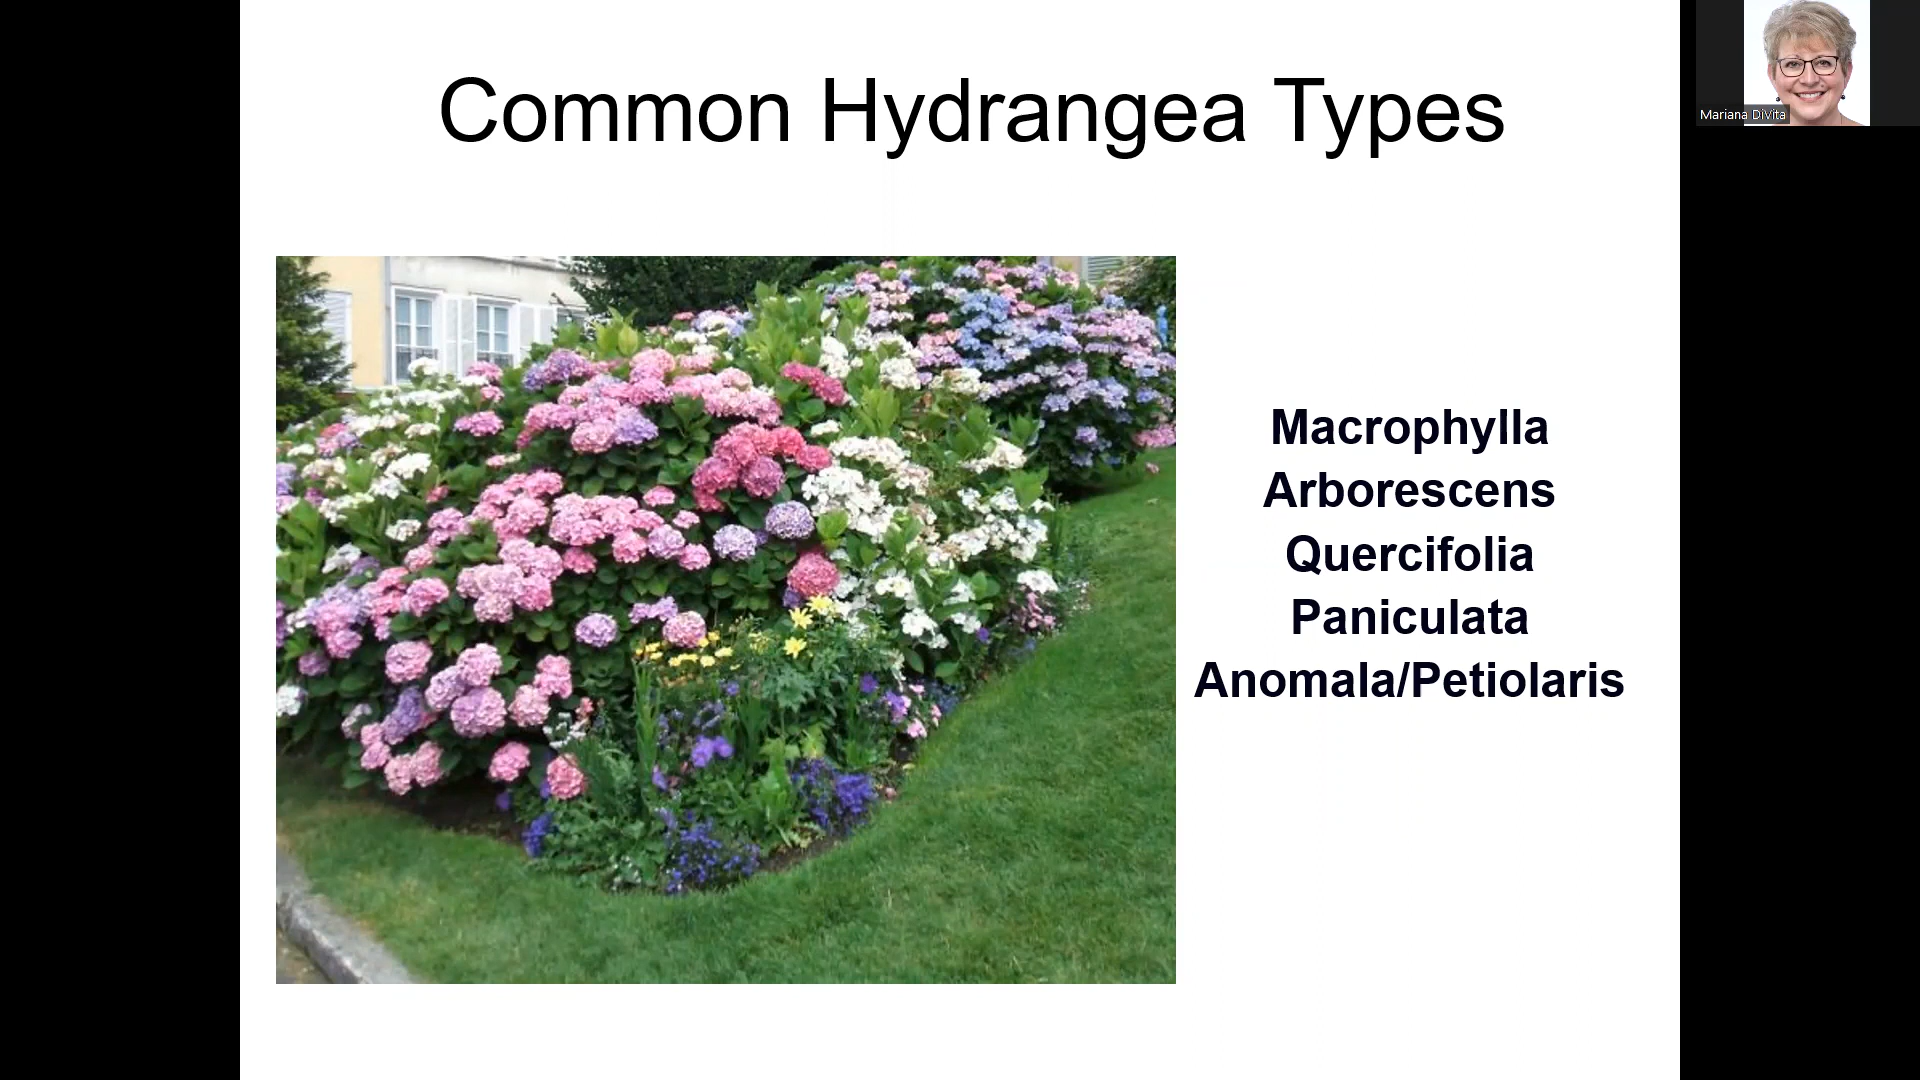 Common Hydrangea Types
Mariana DiVita
Macrophylla
Arborescens
Quercifolia
Paniculata
Anomala/Petiolaris